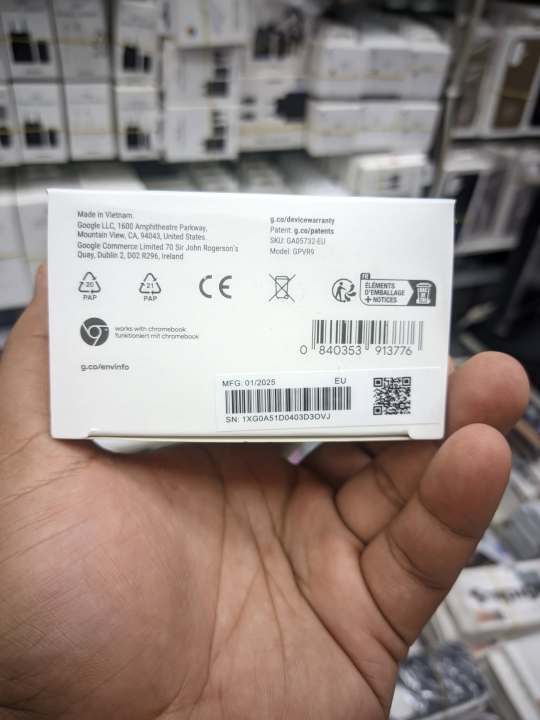 Made in Vietnam.
Google LLC, 1600 Amphitheatre Parkway,
Mountain View, CA, 94043, United States.
Google Commerce Limited 70 Sir John Rogerson's
Quay, Dublin 2, D02 R296, Ireland
g.co/devicewarranty
Patent: g.co/patents
SKU: GA05732-EU
Model: GPVR9
20
PAP
21
PAP
CE
FR
ÉLÉMENTS
D'EMBALLAGE
+ NOTICES
works with chromebook
funktioniert mit chromebook
g.co/envinfo
0 840353 913776
MFG: 01/2025 EU
SN: 1XG0A51D0403D3OVJ